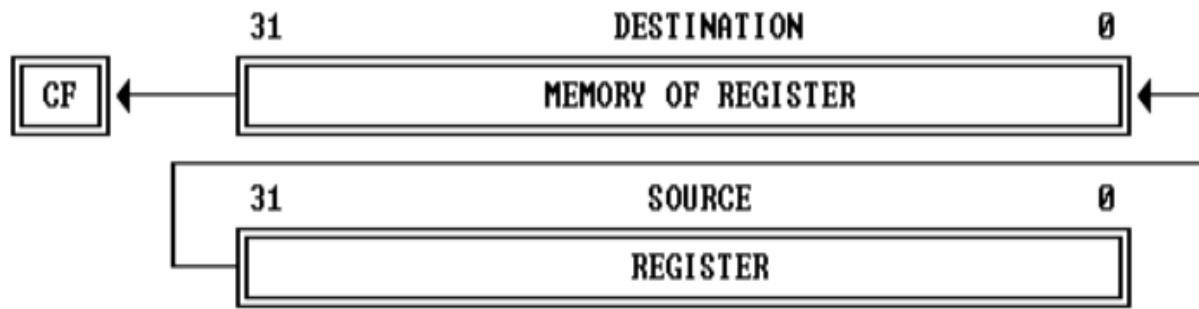 31 DESTINATION 0
CF MEMORY OF REGISTER
31 SOURCE 0
REGISTER